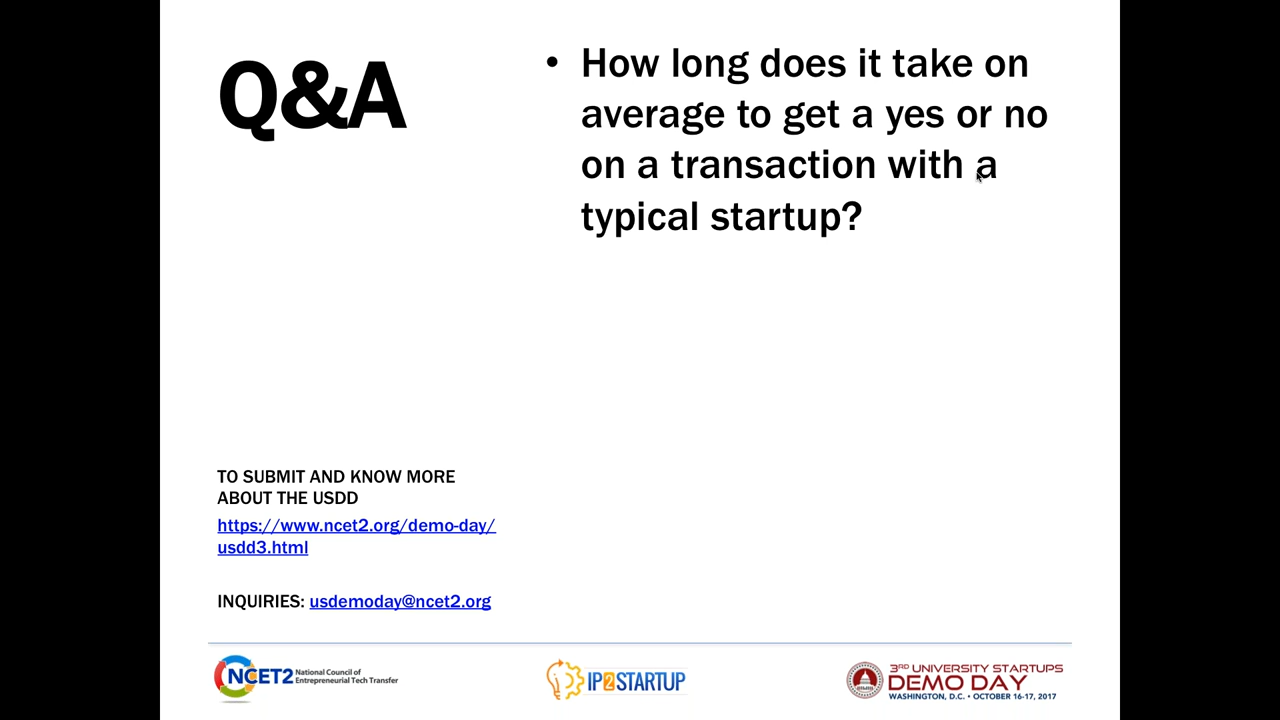 Q&A
• How long does it take on
average to get a yes or no
on a transaction with a
typical startup?
TO SUBMIT AND KNOW MORE
ABOUT THE USDD
https://www.ncet2.org/demo-day/
usdd3.html
INQUIRIES: usdemoday@ncet2.org
NCET2 National Council of
Entrepreneurial Tech Transfer
IP2STARTUP
3RD UNIVERSITY STARTUPS
DEMO DAY
WASHINGTON, D.C. • OCTOBER 16-17, 2017